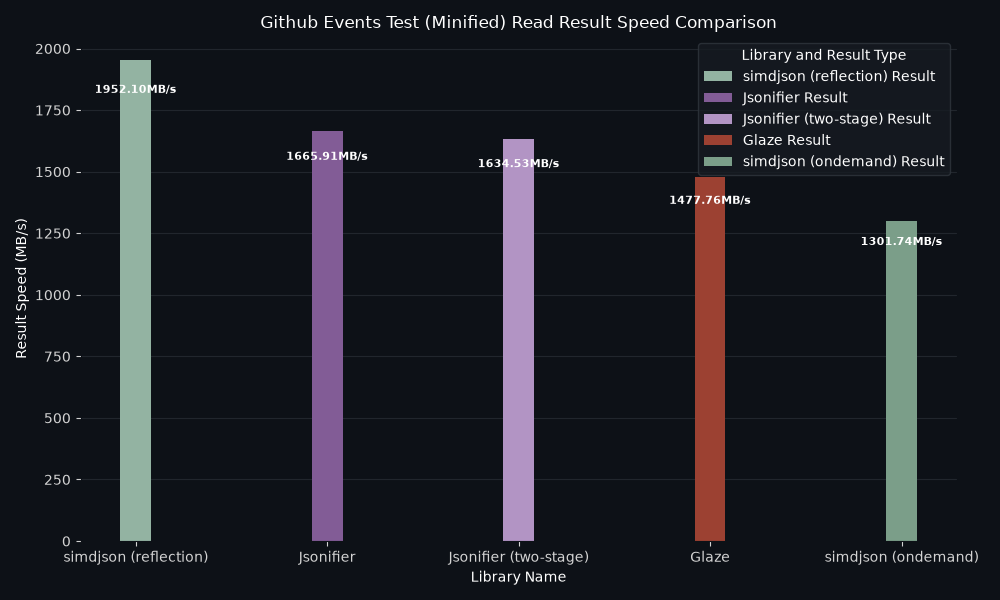 Github Events Test (Minified) Read Result Speed Comparison
Library and Result Type
simdjson (reflection) Result
Jsonifier Result
Jsonifier (two-stage) Result
Glaze Result
simdjson (ondemand) Result
2000
1750
1500
1250
1000
750
500
250
0
Result Speed (MB/s)
1952.10MB/s
1665.91MB/s
1634.53MB/s
1477.76MB/s
1301.74MB/s
simdjson (reflection)
Jsonifier
Jsonifier (two-stage)
Glaze
simdjson (ondemand)
Library Name